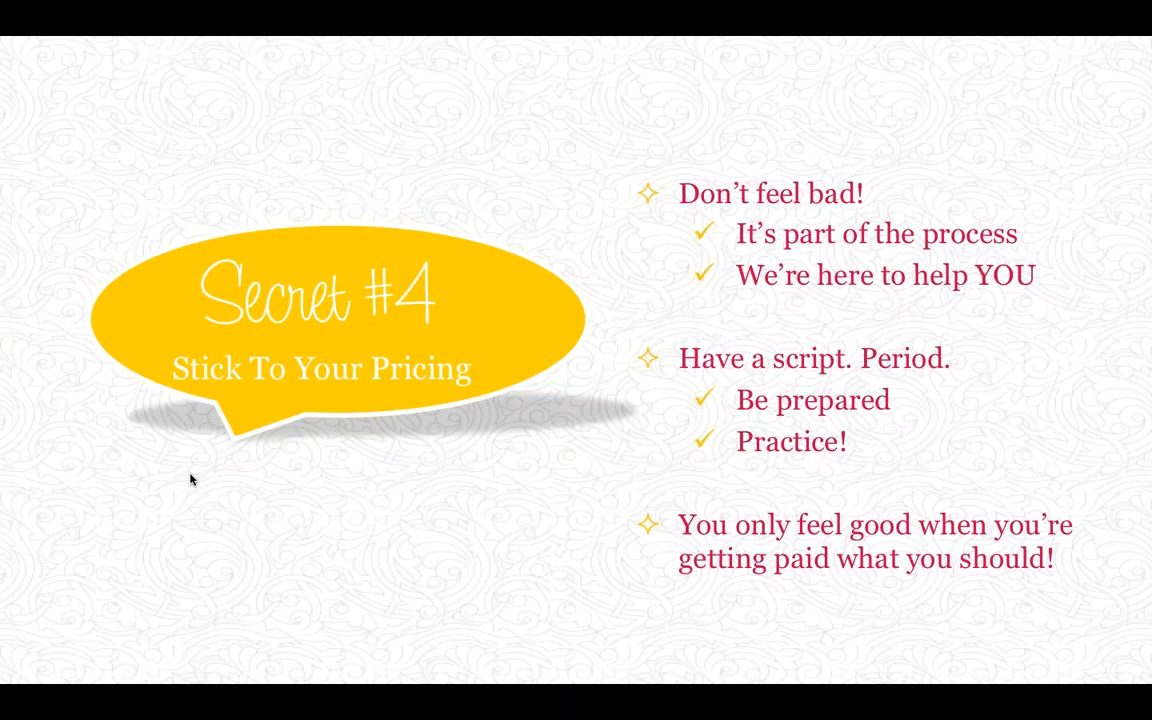 Secret #4
Stick To Your Pricing
Don’t feel bad!
It’s part of the process
We’re here to help YOU
Have a script. Period.
Be prepared
Practice!
You only feel good when you’re
getting paid what you should!